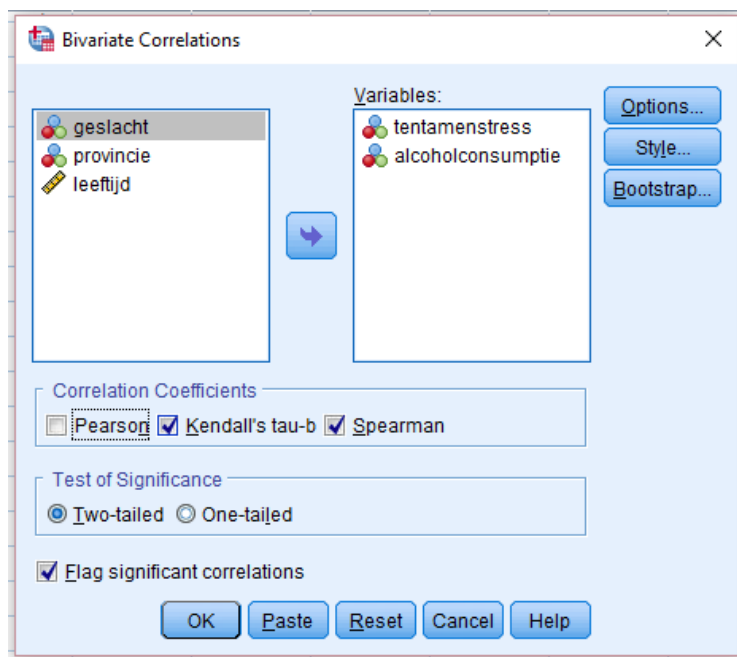 Bivariate Correlations
geslacht
provincie
leeftijd
Variables:
tentamenstress
alcoholconsumptie
Options...
Style...
Bootstrap...
Correlation Coefficients
Pearson Kendall's tau-b Spearman
Test of Significance
Two-tailed One-tailed
Flag significant correlations
OK Paste Reset Cancel Help